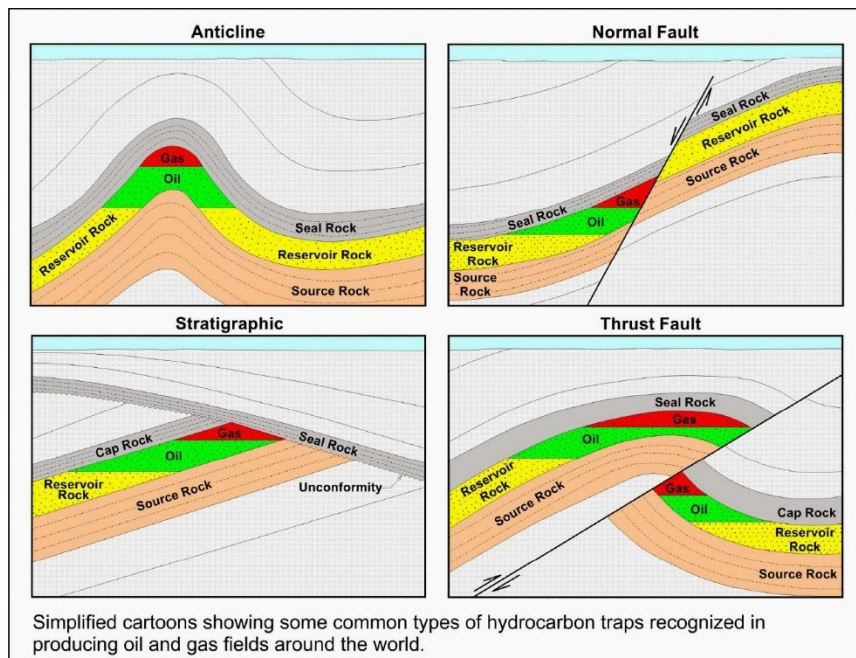 Anticline
Gas
Oil
Reservoir Rock
Seal Rock
Reservoir Rock
Source Rock
Normal Fault
Seal Rock
Reservoir Rock
Source Rock
Gas
Seal Rock
Oil
Reservoir
Rock
Source
Rock
Stratigraphic
Cap Rock
Gas
Seal Rock
Oil
Reservoir
Rock
Source Rock
Unconformity
Thrust Fault
Seal Rock
Gas
Oil
Reservoir
Rock
Source Rock
Gas
Oil
Cap Rock
Reservoir
Rock
Source Rock
Simplified cartoons showing some common types of hydrocarbon traps recognized in
producing oil and gas fields around the world.